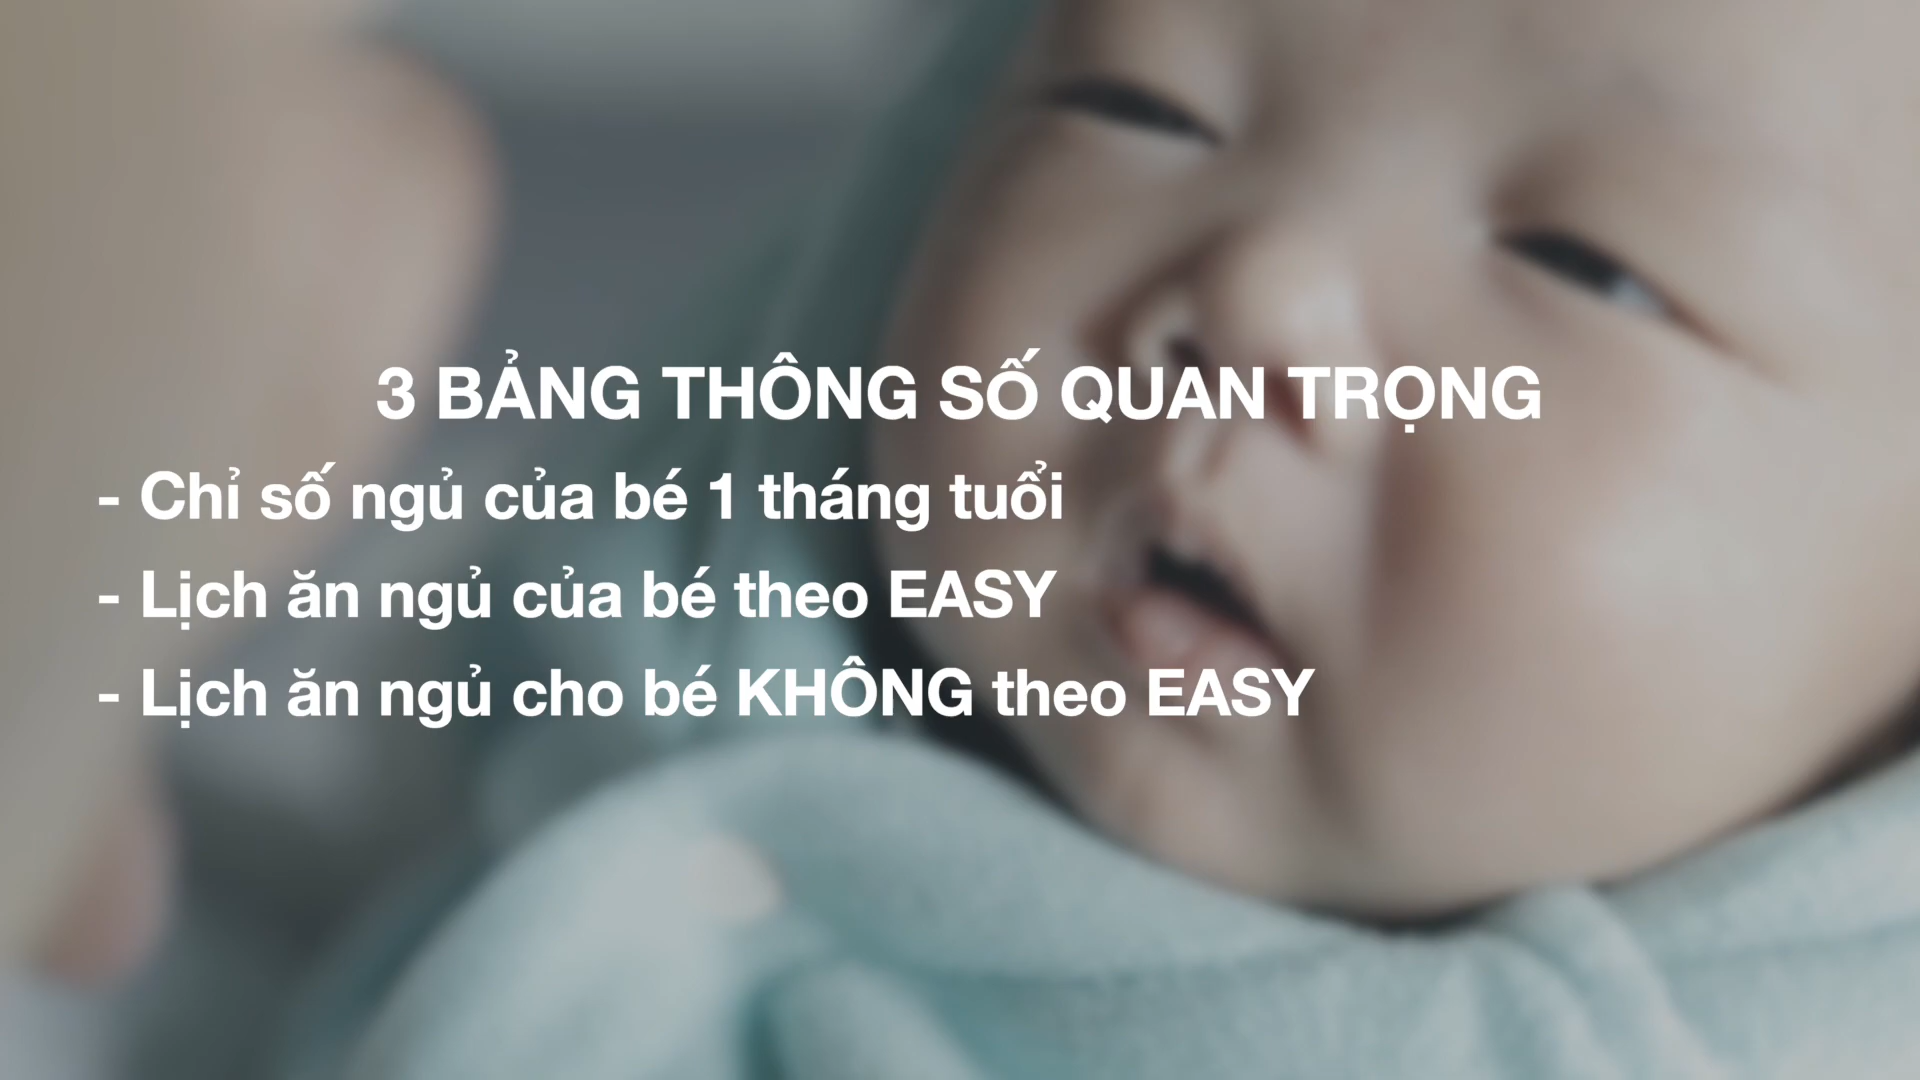 3 BẢNG THÔNG SỐ QUAN TRỌNG
- Chỉ số ngủ của bé 1 tháng tuổi
- Lịch ăn ngủ của bé theo EASY
- Lịch ăn ngủ cho bé KHÔNG theo EASY